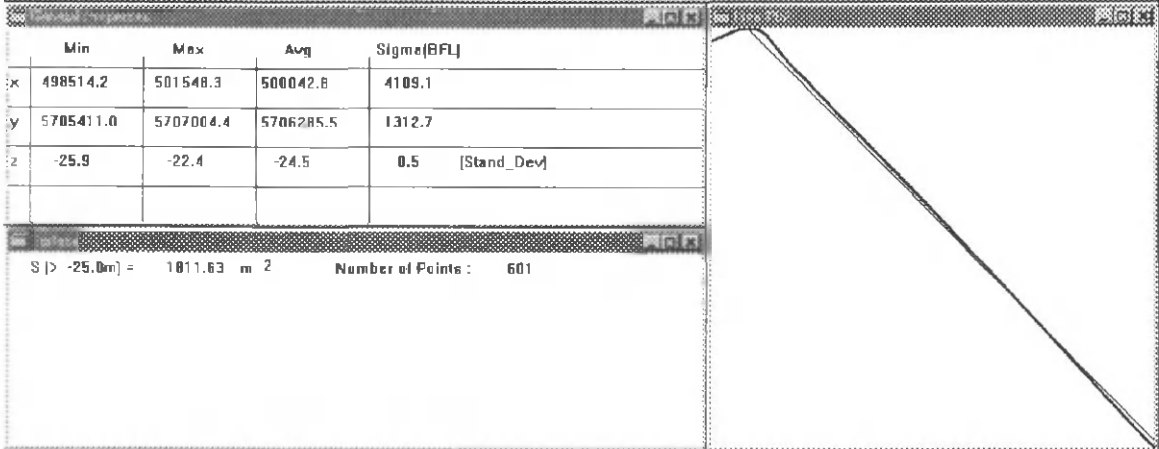 Min Max Avg Sigma(BFL)
x 498514.2 501548.3 500042.8 4109.1
y 5705411.0 5707004.4 5706285.5 1312.7
z -25.9 -22.4 -24.5 0.5 [Stand_Dev]
S [> -25.0m] = 1811.63 m 2 Number of Points : 601